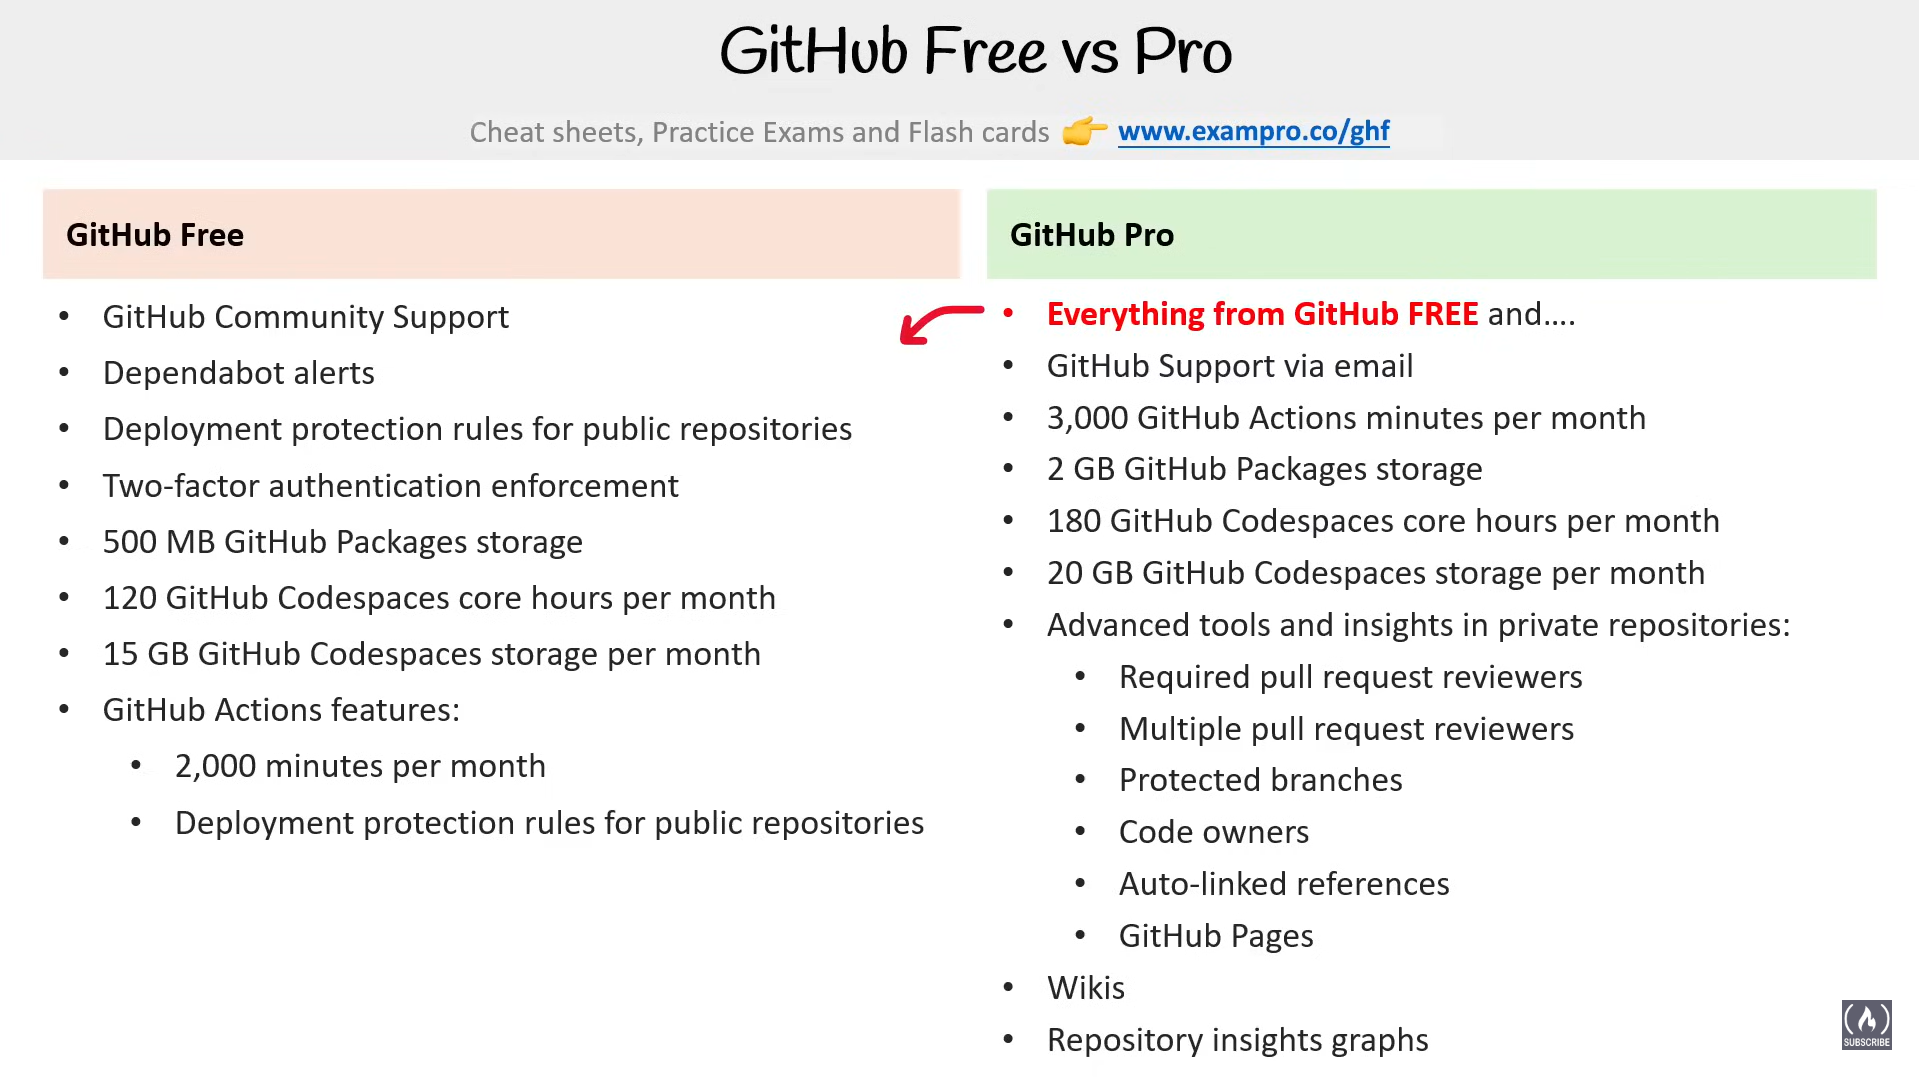 GitHub Free vs Pro
Cheat sheets, Practice Exams and Flash cards 👉 www.exampro.co/ghf
GitHub Free
• GitHub Community Support
• Dependabot alerts
• Deployment protection rules for public repositories
• Two-factor authentication enforcement
• 500 MB GitHub Packages storage
• 120 GitHub Codespaces core hours per month
• 15 GB GitHub Codespaces storage per month
• GitHub Actions features:
• 2,000 minutes per month
• Deployment protection rules for public repositories
GitHub Pro
• Everything from GitHub FREE and....
• GitHub Support via email
• 3,000 GitHub Actions minutes per month
• 2 GB GitHub Packages storage
• 180 GitHub Codespaces core hours per month
• 20 GB GitHub Codespaces storage per month
• Advanced tools and insights in private repositories:
• Required pull request reviewers
• Multiple pull request reviewers
• Protected branches
• Code owners
• Auto-linked references
• GitHub Pages
• Wikis
• Repository insights graphs
SUBSCRIBE